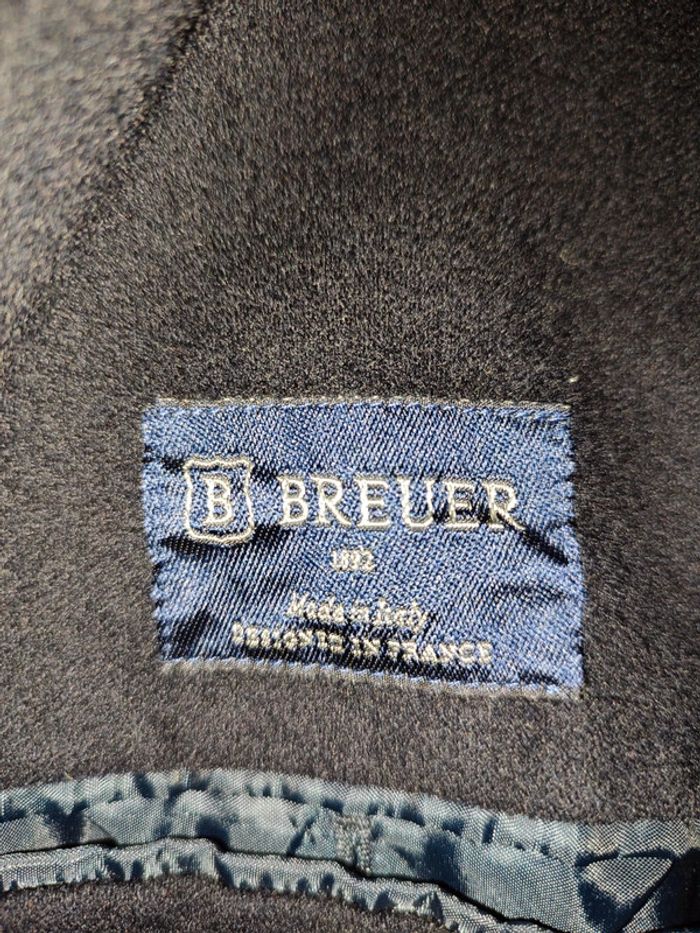 B BREUER
1892
Made in Italy
DESIGNED IN FRANCE